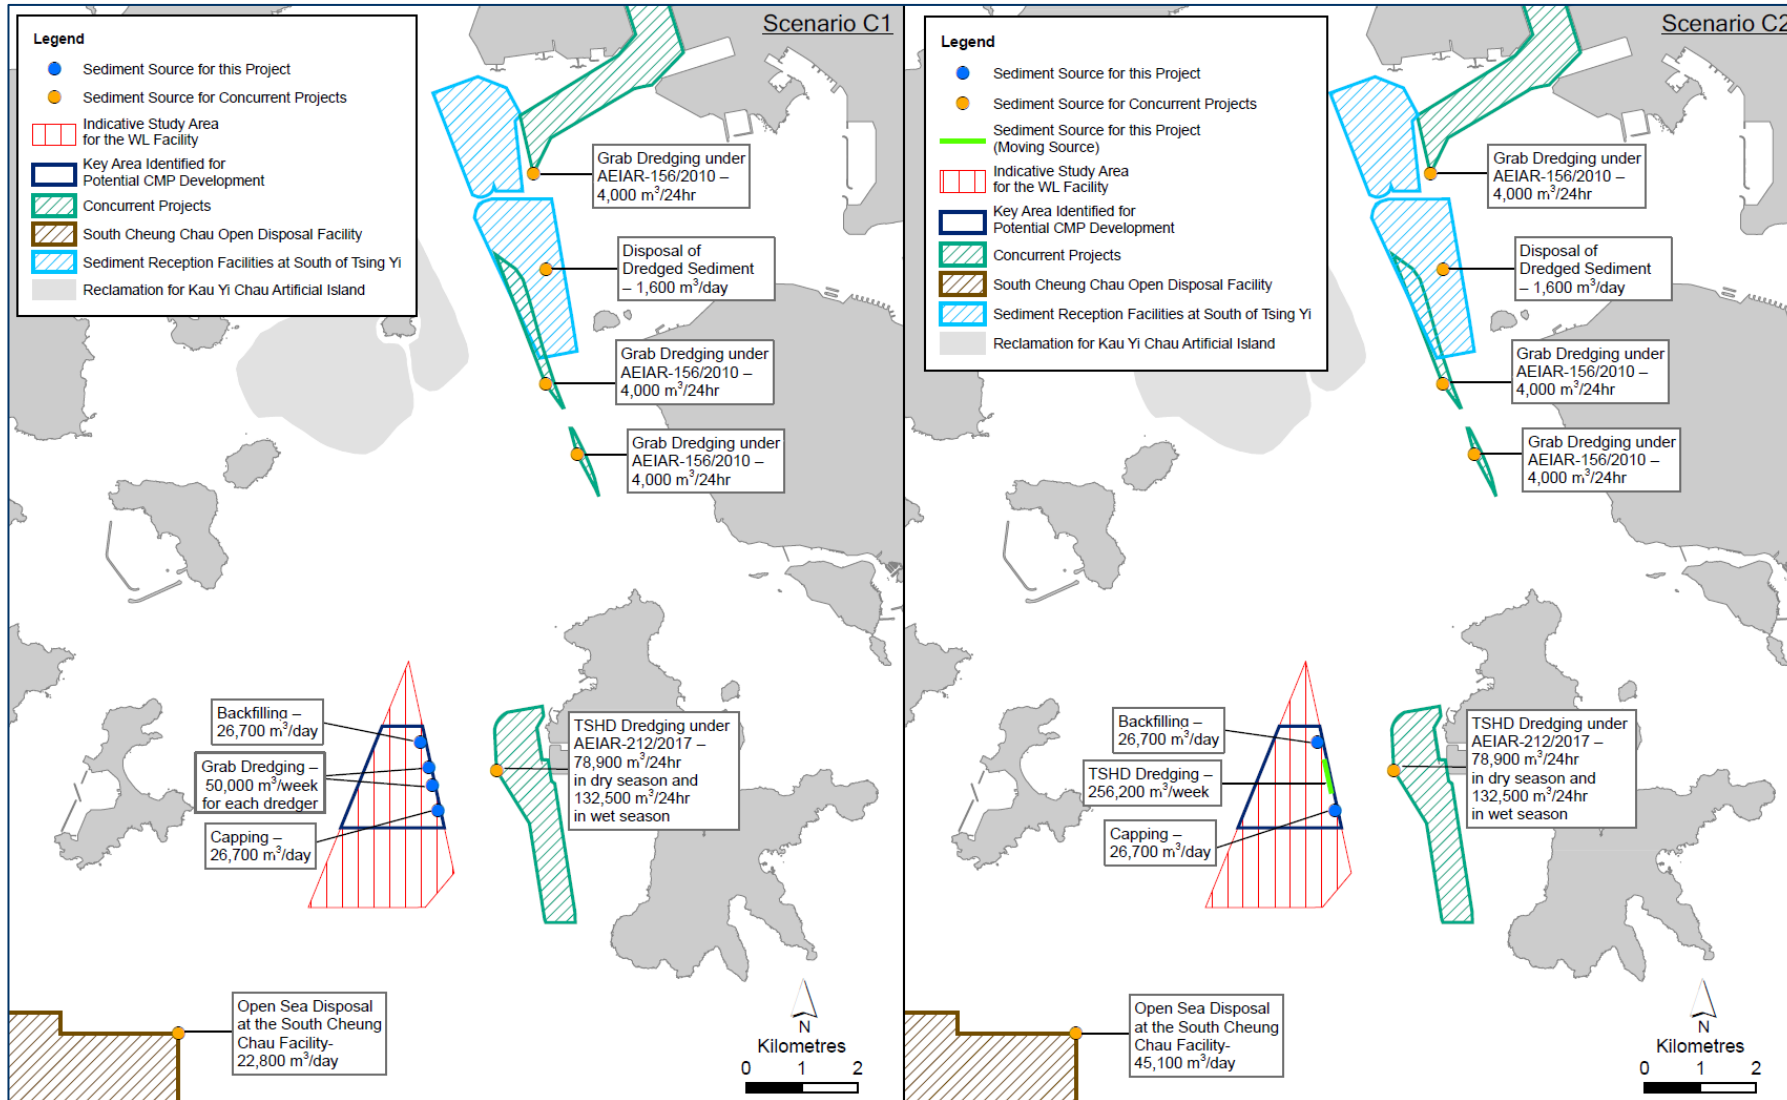 Scenario C1
Legend
Sediment Source for this Project
Sediment Source for Concurrent Projects
Indicative Study Area
for the WL Facility
Key Area Identified for
Potential CMP Development
Concurrent Projects
South Cheung Chau Open Disposal Facility
Sediment Reception Facilities at South of Tsing Yi
Reclamation for Kau Yi Chau Artificial Island
Grab Dredging under
AEIAR-156/2010 –
4,000 m³/24hr
Disposal of
Dredged Sediment
– 1,600 m³/day
Grab Dredging under
AEIAR-156/2010 –
4,000 m³/24hr
Grab Dredging under
AEIAR-156/2010 –
4,000 m³/24hr
Backfilling –
26,700 m³/day
Grab Dredging –
50,000 m³/week
for each dredger
Capping –
26,700 m³/day
TSHD Dredging under
AEIAR-212/2017 –
78,900 m³/24hr
in dry season and
132,500 m³/24hr
in wet season
Open Sea Disposal
at the South Cheung
Chau Facility-
22,800 m³/day
N
Kilometres
0 1 2
Scenario C2
Legend
Sediment Source for this Project
Sediment Source for Concurrent Projects
Sediment Source for this Project
(Moving Source)
Indicative Study Area
for the WL Facility
Key Area Identified for
Potential CMP Development
Concurrent Projects
South Cheung Chau Open Disposal Facility
Sediment Reception Facilities at South of Tsing Yi
Reclamation for Kau Yi Chau Artificial Island
Grab Dredging under
AEIAR-156/2010 –
4,000 m³/24hr
Disposal of
Dredged Sediment
– 1,600 m³/day
Grab Dredging under
AEIAR-156/2010 –
4,000 m³/24hr
Grab Dredging under
AEIAR-156/2010 –
4,000 m³/24hr
Backfilling –
26,700 m³/day
TSHD Dredging –
256,200 m³/week
Capping –
26,700 m³/day
TSHD Dredging under
AEIAR-212/2017 –
78,900 m³/24hr
in dry season and
132,500 m³/24hr
in wet season
Open Sea Disposal
at the South Cheung
Chau Facility-
45,100 m³/day
N
Kilometres
0 1 2